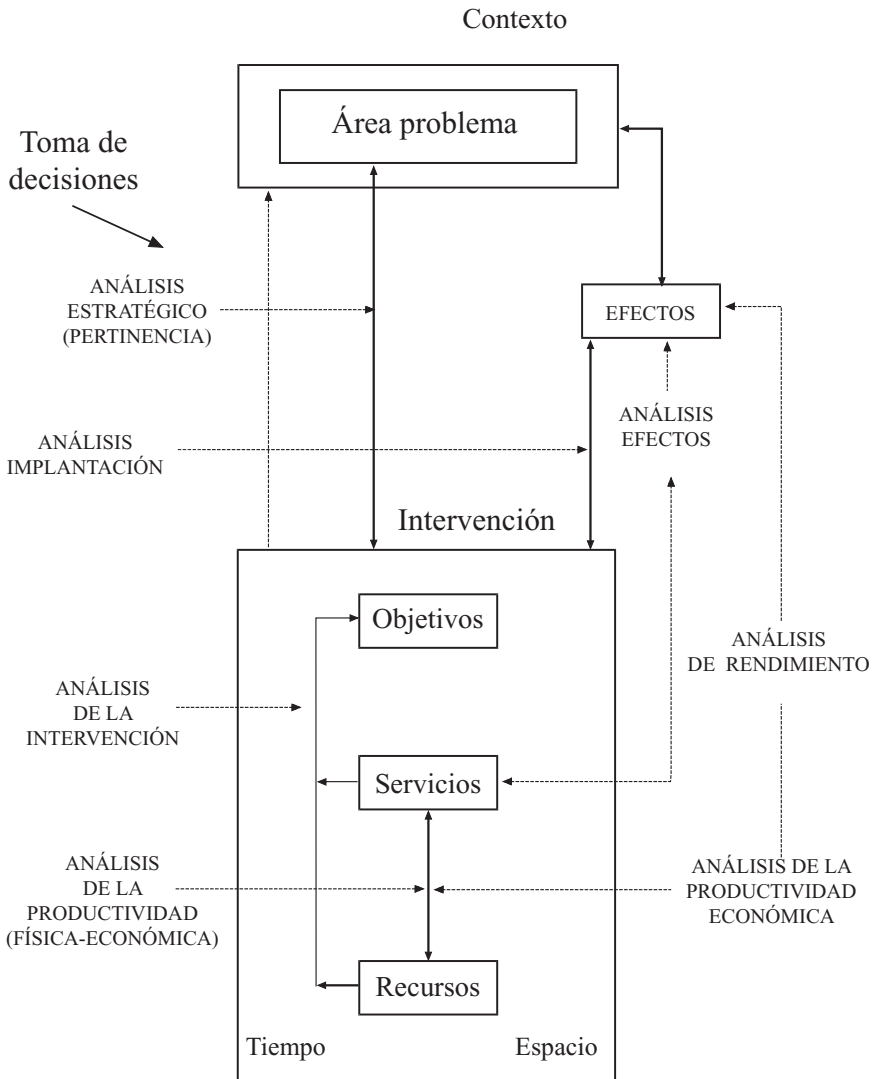 Contexto
Área problema
Toma de
decisiones
ANÁLISIS
ESTRATÉGICO
(PERTINENCIA)
EFECTOS
ANÁLISIS
EFECTOS
ANÁLISIS
IMPLANTACIÓN
Intervención
Objetivos
ANÁLISIS
DE RENDIMIENTO
ANÁLISIS
DE LA
INTERVENCIÓN
Servicios
ANÁLISIS
DE LA
PRODUCTIVIDAD
(FÍSICA-ECONÓMICA)
ANÁLISIS DE LA
PRODUCTIVIDAD
ECONÓMICA
Recursos
Tiempo
Espacio